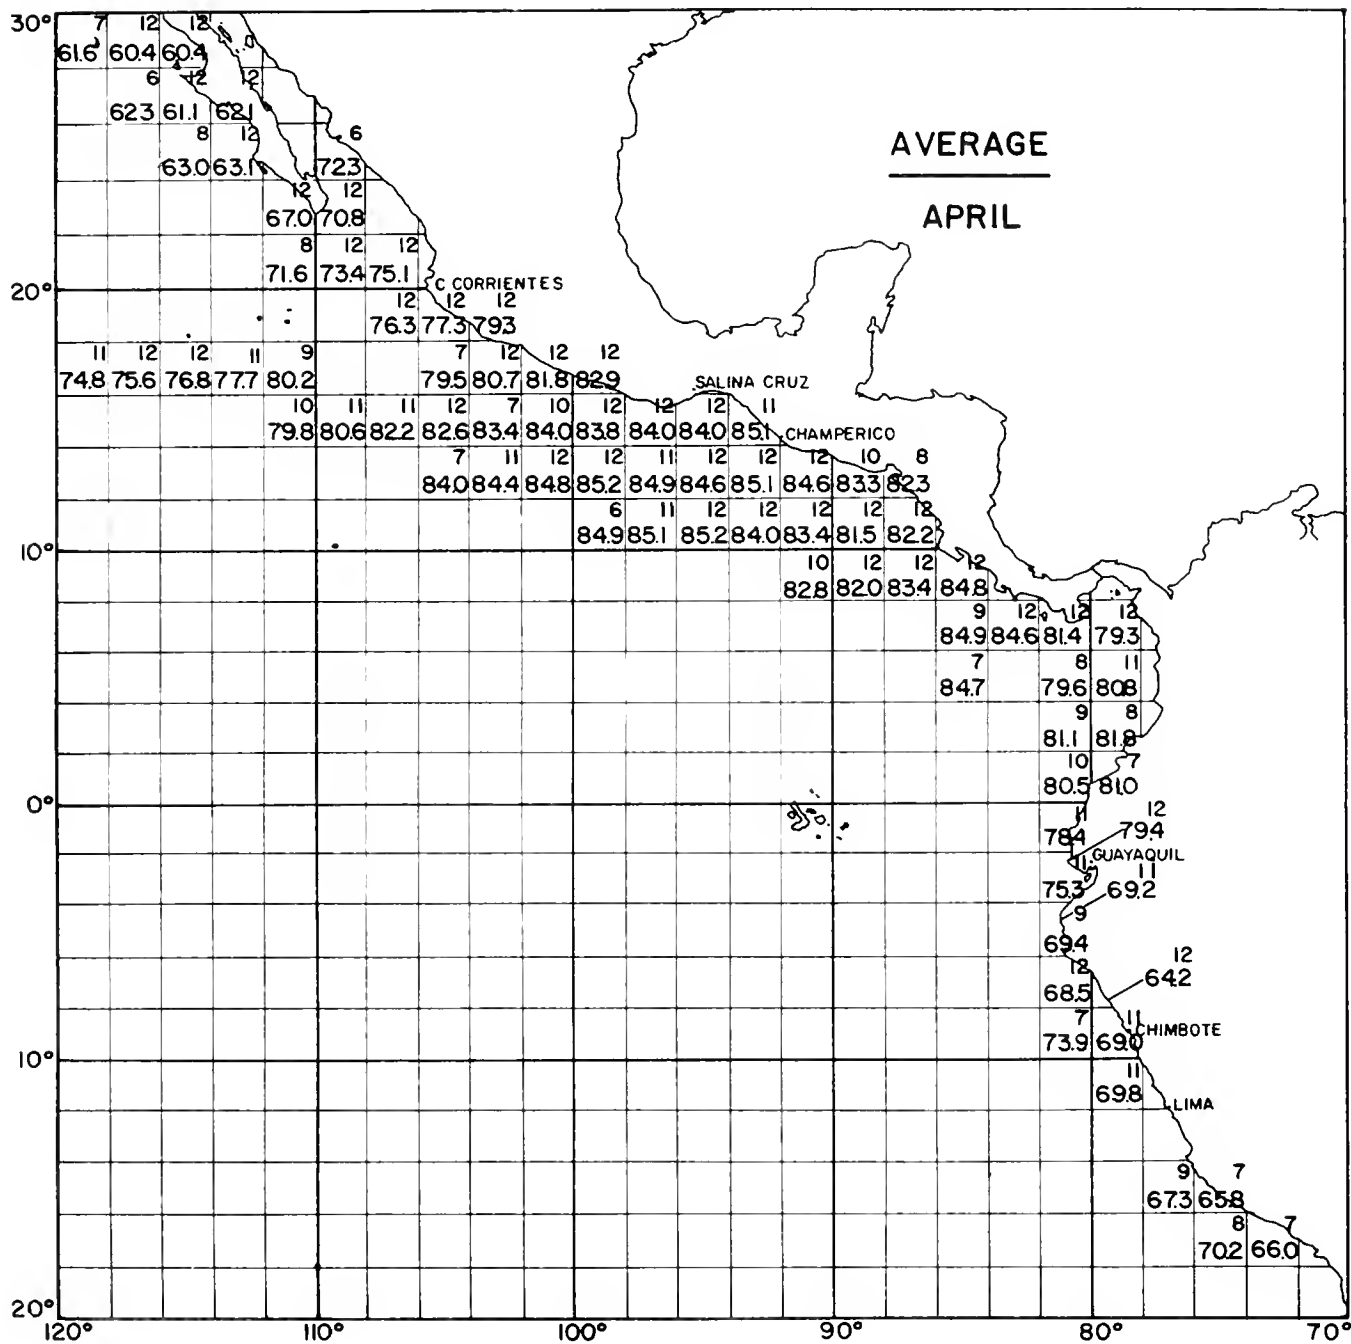 AVERAGE
APRIL
30°
7 12 12
61.6 60.4 60.4
6 12 12
62.3 61.1 62.1
8 12 6
63.0 63.1 72.3
12 12
67.0 70.8
8 12 12
71.6 73.4 75.1
20°
C CORRIENTES
12 12 12
76.3 77.3 79.3
11 12 12 11 9 7 12 12 12
74.8 75.6 76.8 77.7 80.2 79.5 80.7 81.8 82.9
SALINA CRUZ
10 11 11 12 7 10 12 12 12 11
79.8 80.6 82.2 82.6 83.4 84.0 83.8 84.0 84.0 85.1
CHAMPERICO
7 11 12 12 11 12 12 12 10 8
84.0 84.4 84.8 85.2 84.9 84.6 85.1 84.6 83.3 82.3
6 11 12 12 12 12 12
84.9 85.1 85.2 84.0 83.4 81.5 82.2
10°
10 12 12 12
82.8 82.0 83.4 84.8
9 12 12 12
84.9 84.6 81.4 79.3
7 8 11
84.7 79.6 80.8
9 8
81.1 81.8
10 7
80.5 81.0
0°
11 12
78.4 79.4
GUAYAQUIL
11 11
75.3 69.2
9
69.4
12 12
68.5 64.2
7 11
73.9 69.0
CHIMBOTE
10°
11
69.8
LIMA
9 7
67.3 65.8
8 7
70.2 66.0
20°
120° 110° 100° 90° 80° 70°